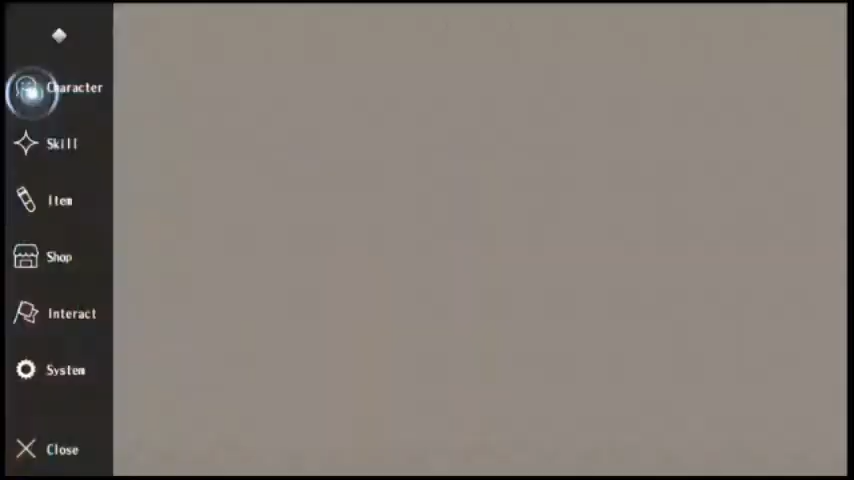 Character
Skill
Item
Shop
Interact
System
Close